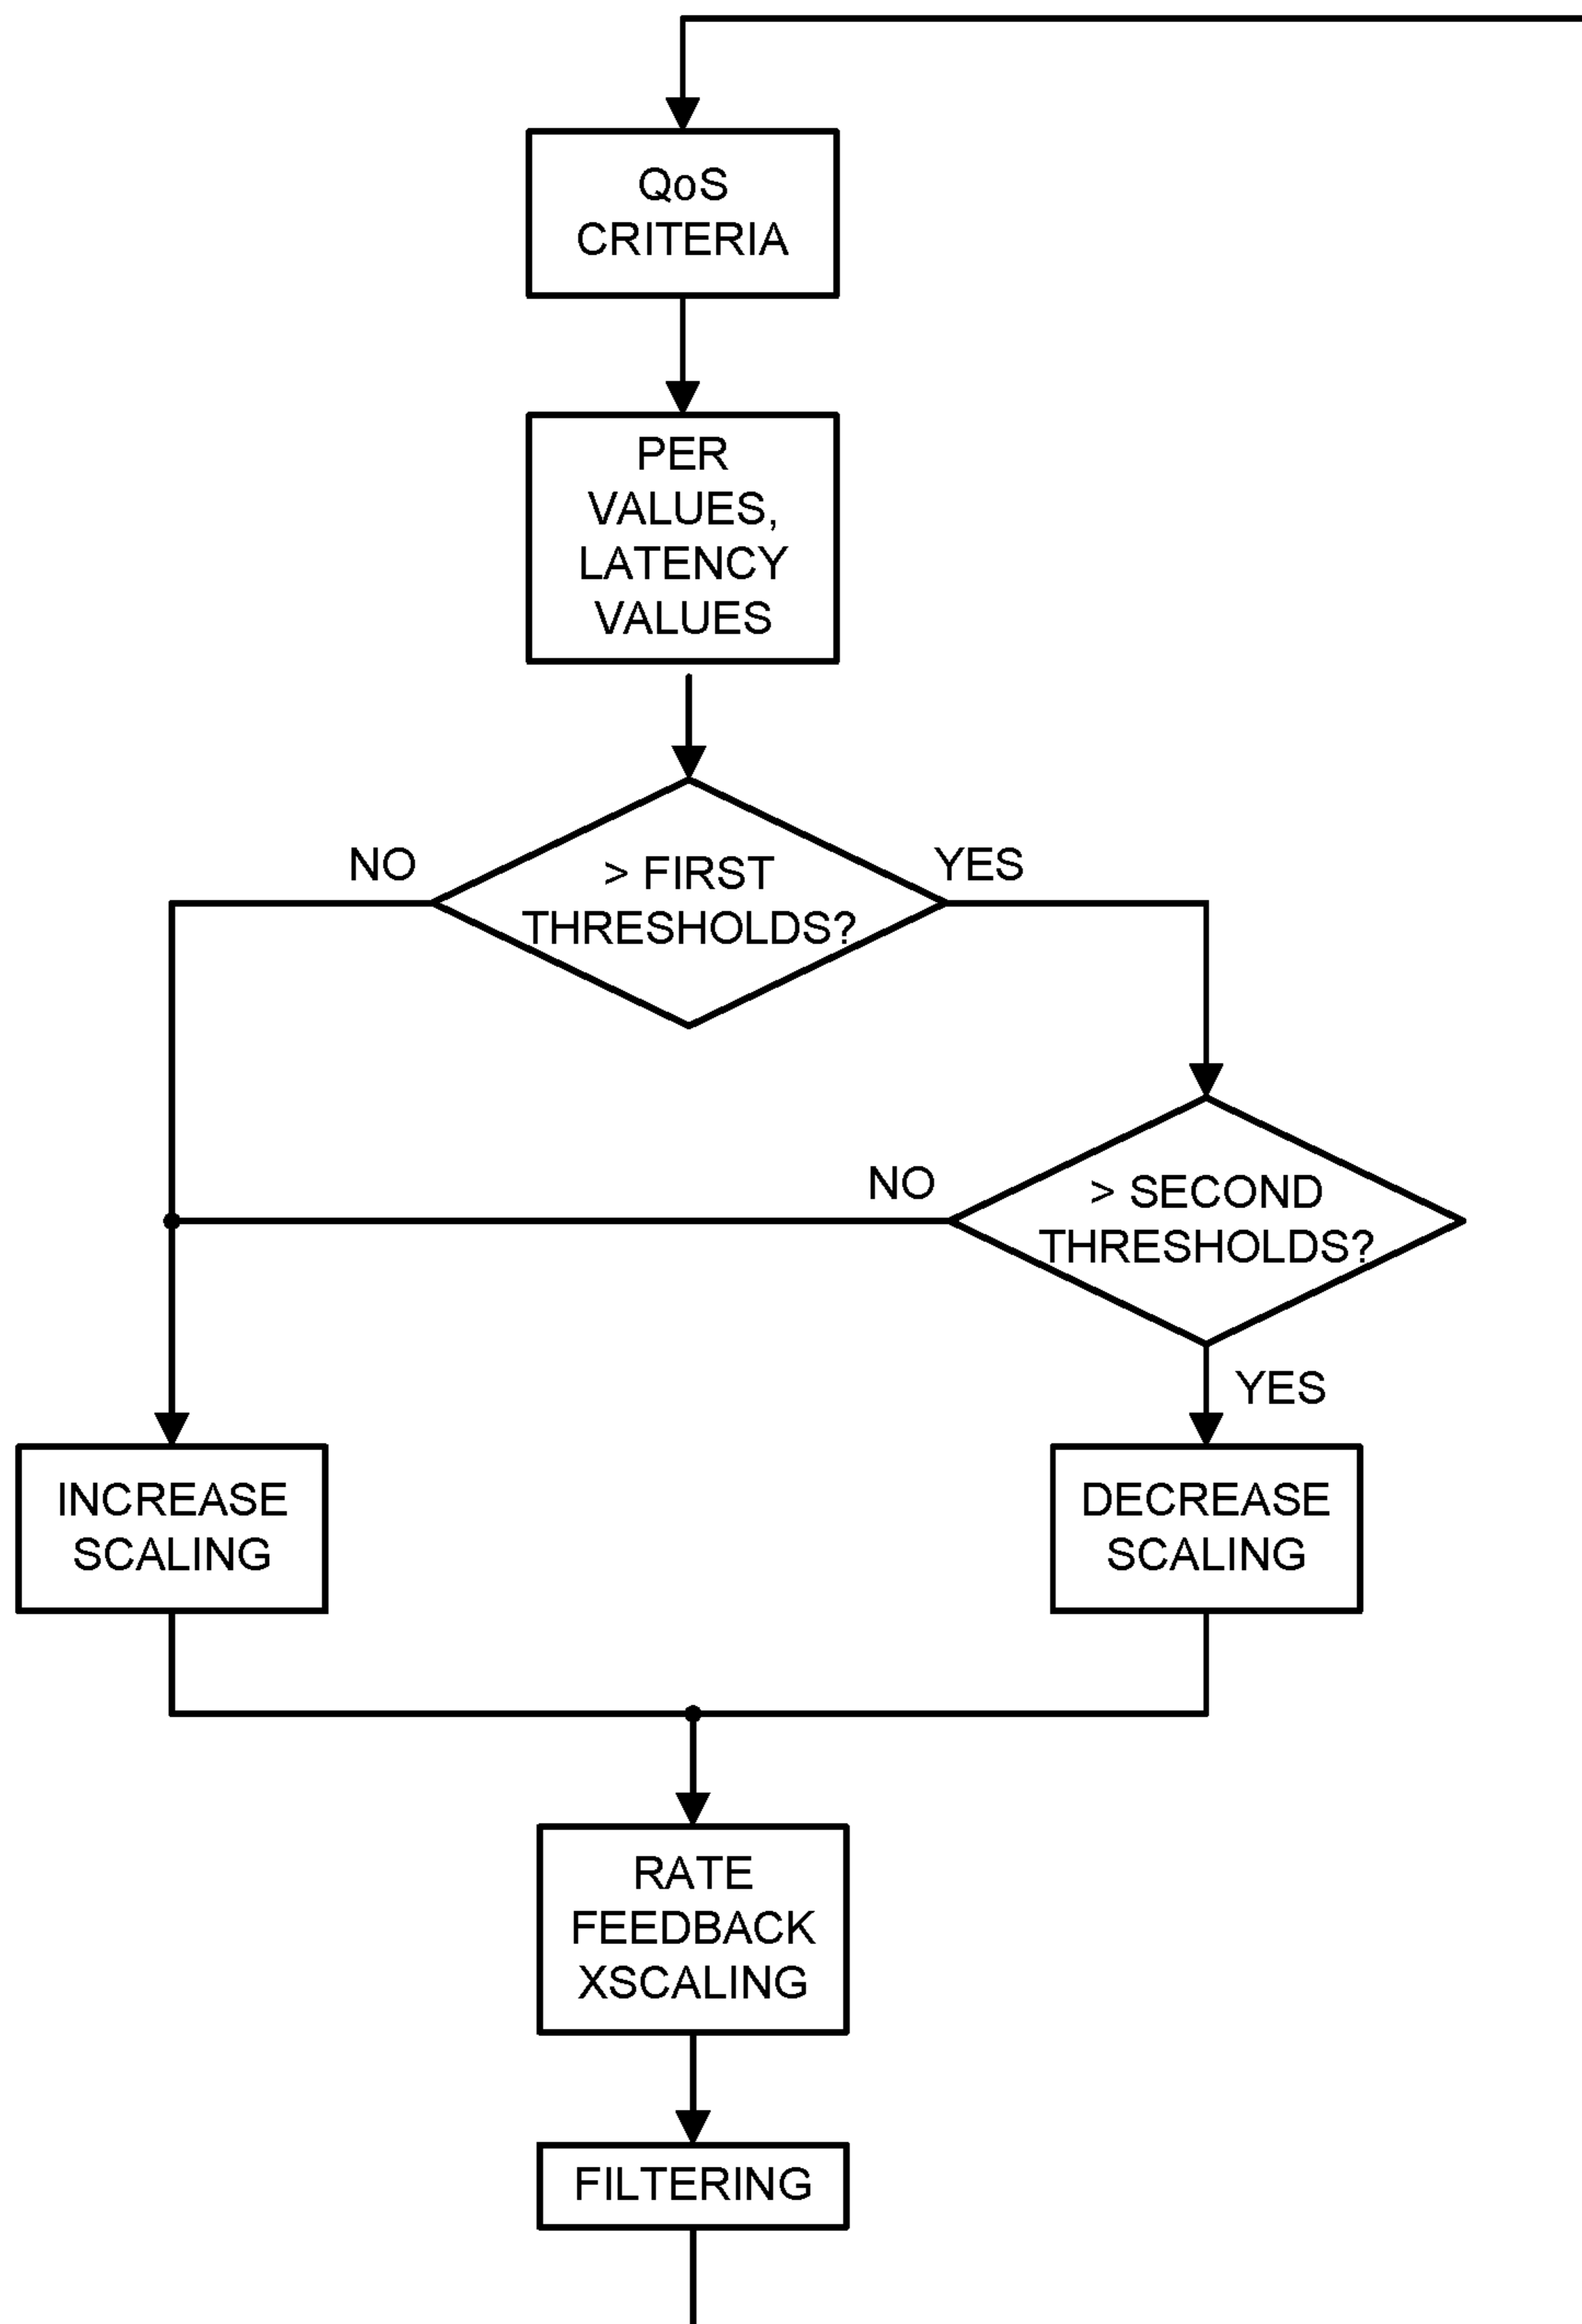 QoS
CRITERIA
PER
VALUES,
LATENCY
VALUES
NO
> FIRST
THRESHOLDS?
YES
NO
> SECOND
THRESHOLDS?
YES
INCREASE
SCALING
DECREASE
SCALING
RATE
FEEDBACK
XSCALING
FILTERING